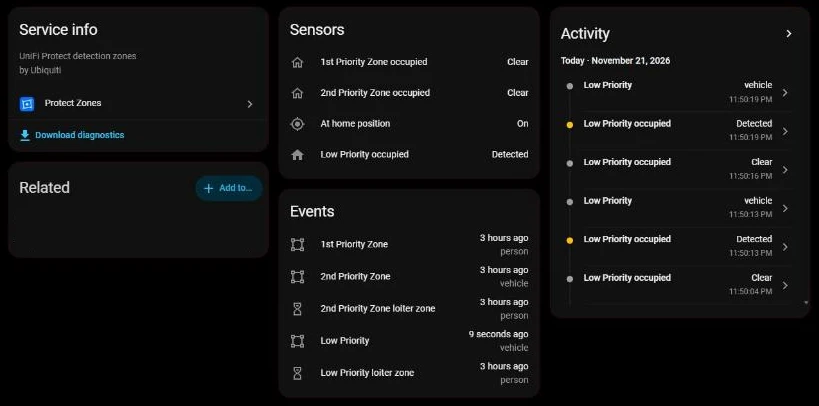 Service info
UniFi Protect detection zones
by Ubiquiti
Protect Zones
Download diagnostics
Related
Add to...
Sensors
1st Priority Zone occupied Clear
2nd Priority Zone occupied Clear
At home position On
Low Priority occupied Detected
Events
1st Priority Zone 3 hours ago
person
2nd Priority Zone 3 hours ago
vehicle
2nd Priority Zone loiter zone 3 hours ago
person
Low Priority 9 seconds ago
vehicle
Low Priority loiter zone 3 hours ago
person
Activity
Today · November 21, 2026
Low Priority vehicle
11:50:19 PM
Low Priority occupied Detected
11:50:19 PM
Low Priority occupied Clear
11:50:16 PM
Low Priority vehicle
11:50:13 PM
Low Priority occupied Detected
11:50:13 PM
Low Priority occupied Clear
11:50:04 PM